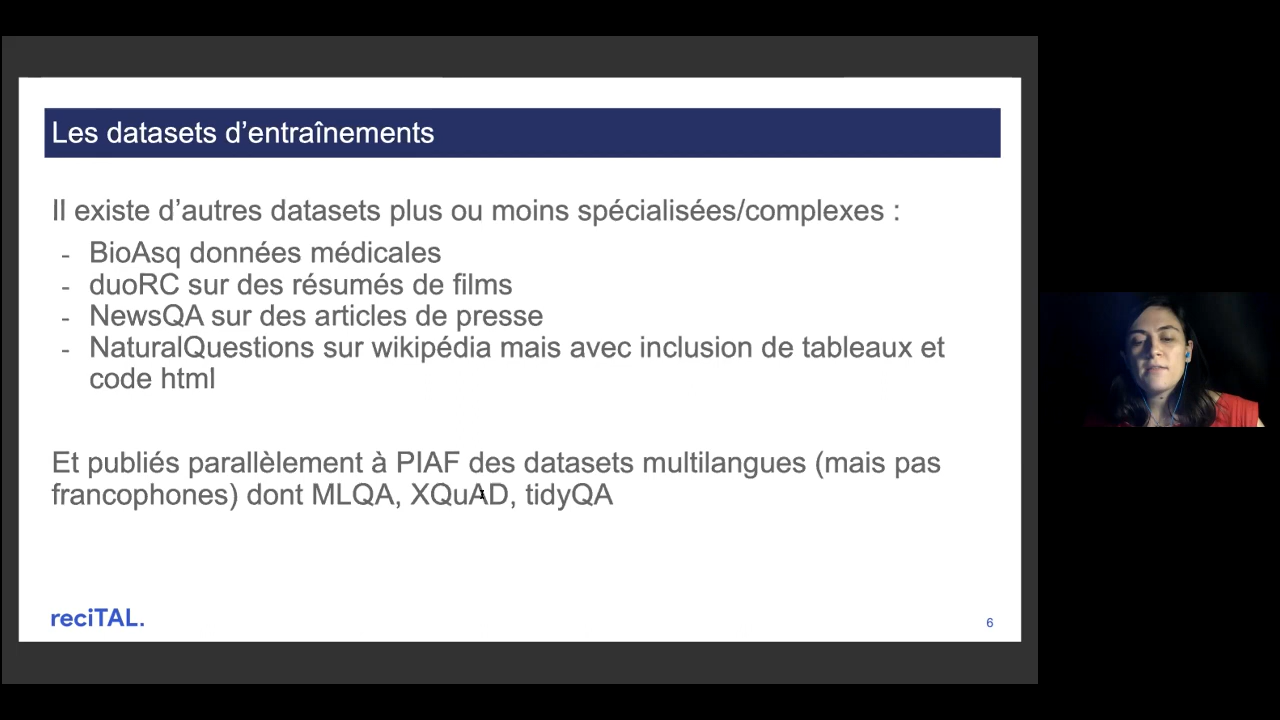 Les datasets d’entraînements
Il existe d’autres datasets plus ou moins spécialisées/complexes :
- BioAsq données médicales
- duoRC sur des résumés de films
- NewsQA sur des articles de presse
- NaturalQuestions sur wikipédia mais avec inclusion de tableaux et
code html
Et publiés parallèlement à PIAF des datasets multilangues (mais pas
francophones) dont MLQA, XQuAD, tidyQA
reciTAL.
6